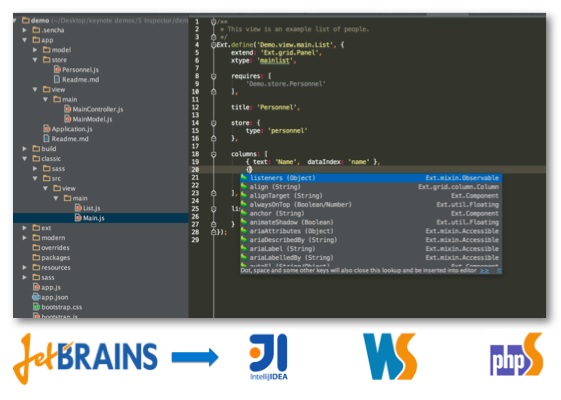 demo (~/Desktop/keynote demos/5 Inspector/dem
.sencha
app
model
store
Personnel.js
Readme.md
view
main
MainController.js
MainModel.js
Application.js
Readme.md
build
classic
sass
src
view
main
List.js
Main.js
ext
modern
overrides
packages
resources
sass
app.js
app.json
bootstrap.css
bootstrap.js
1 /**
2 * This view is an example list of people.
3 */
4 Ext.define('Demo.view.main.List', {
5 extend: 'Ext.grid.Panel',
6 xtype: 'mainlist',
7
8 requires: [
9 'Demo.store.Personnel'
10 ],
11
12 title: 'Personnel',
13
14 store: {
15 type: 'personnel'
16 },
17
18 columns: [
19 { text: 'Name', dataIndex: 'name' },
20 {}
21 listeners (Object) Ext.mixin.Observable
align (String) Ext.grid.column.Column
alignTarget (String) Ext.Component
23 ], alwaysOnTop (Boolean/Number) Ext.util.Floating
anchor (String) Ext.Component
25 li animateShadow (Boolean) Ext.util.Floating
ariaAttributes (Object) Ext.mixin.Accessible
27 } ariaDescribedBy (String) Ext.mixin.Accessible
28 }); ariaLabel (String) Ext.mixin.Accessible
29 ariaLabelledBy (String) Ext.mixin.Accessible
Dot, space and some other keys will also close this lookup and be inserted into editor >>
JetBRAINS
JI
IntelliJIDEA
WS
phpS